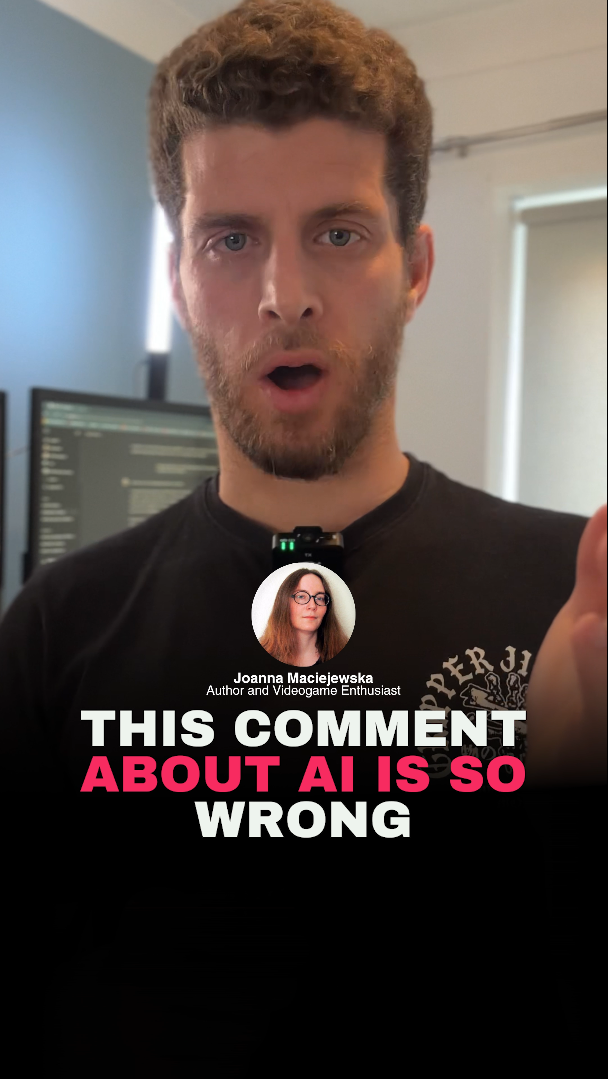 Joanna Maciejewska
Author and Videogame Enthusiast
THIS COMMENT
ABOUT AI IS SO
WRONG